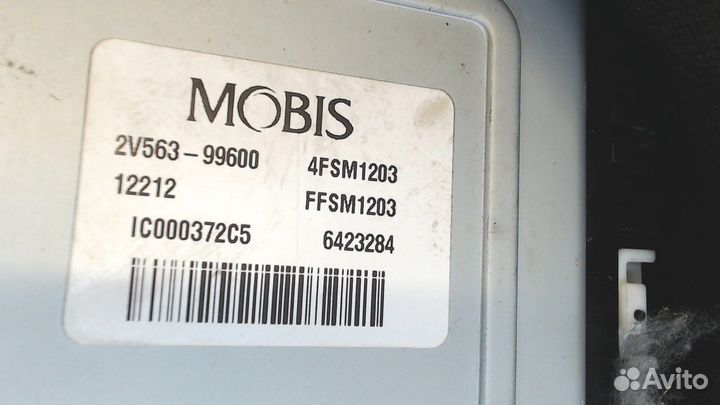 MOBIS
2V563-99600 4FSM1203
12212 FFSM1203
IC000372C5 6423284
Avito